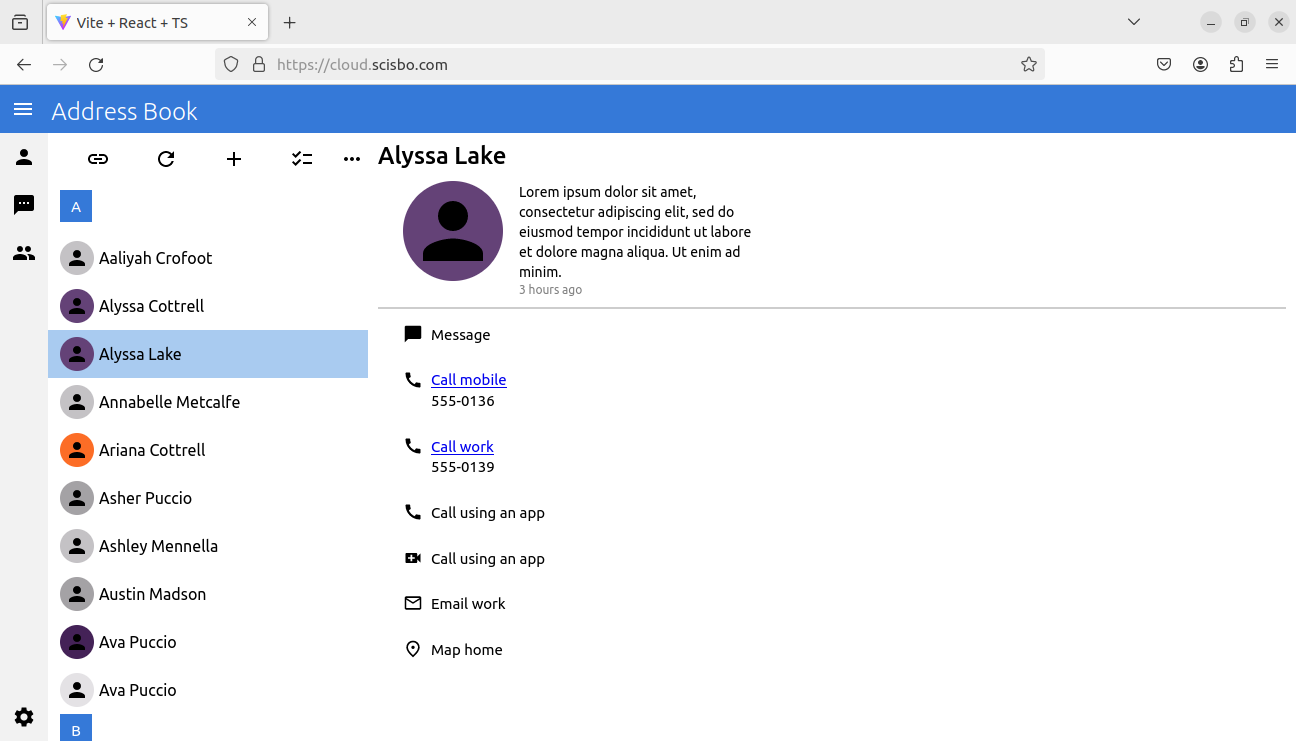 Vite + React + TS
https://cloud.scisbo.com
Address Book
A
Aaliyah Crofoot
Alyssa Cottrell
Alyssa Lake
Annabelle Metcalfe
Ariana Cottrell
Asher Puccio
Ashley Mennella
Austin Madson
Ava Puccio
Ava Puccio
B
Alyssa Lake
Lorem ipsum dolor sit amet,
consectetur adipiscing elit, sed do
eiusmod tempor incididunt ut labore
et dolore magna aliqua. Ut enim ad
minim.
3 hours ago
Message
Call mobile
555-0136
Call work
555-0139
Call using an app
Call using an app
Email work
Map home